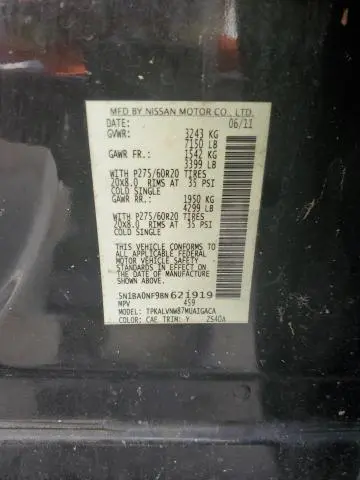 MFD BY NISSAN MOTOR CO., LTD.
DATE: 06/11
GVWR: 3243 KG
7150 LB
GAWR FR.: 1542 KG
3399 LB
WITH P275/60R20 TIRES
20x8.0 RIMS AT 35 PSI
COLD SINGLE
GAWR RR.: 1950 KG
4299 LB
WITH P275/60R20 TIRES
20x8.0 RIMS AT 35 PSI
COLD SINGLE
THIS VEHICLE CONFORMS TO
ALL APPLICABLE FEDERAL
MOTOR VEHICLE SAFETY
STANDARDS IN EFFECT ON
THE DATE OF MANUFACTURE
SHOWN ABOVE.
5N1BA0NF9BN621919
MPV 459
MODEL: TPKALVNW87MUAIGACA
COLOR: CAE TRIM: Y ZS40A